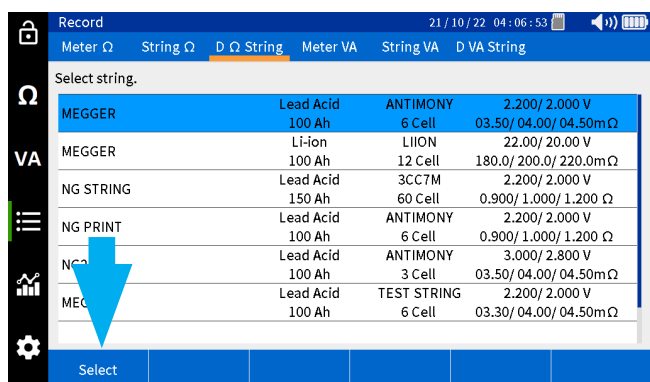 Record 21/10/22 04:06:53
Meter Ω String Ω D Ω String Meter VA String VA D VA String
Select string.
Ω
VA
MEGGER Lead Acid ANTIMONY 2.200/ 2.000 V
100 Ah 6 Cell 03.50/ 04.00/ 04.50mΩ
MEGGER Li-ion LIION 22.00/ 20.00 V
100 Ah 12 Cell 180.0/ 200.0/ 220.0mΩ
NG STRING Lead Acid 3CC7M 2.200/ 2.000 V
150 Ah 60 Cell 0.900/ 1.000/ 1.200 Ω
NG PRINT Lead Acid ANTIMONY 2.200/ 2.000 V
100 Ah 6 Cell 0.900/ 1.000/ 1.200 Ω
Lead Acid ANTIMONY 3.000/ 2.800 V
100 Ah 3 Cell 03.50/ 04.00/ 04.50mΩ
Lead Acid TEST STRING 2.200/ 2.000 V
100 Ah 6 Cell 03.30/ 04.00/ 04.50mΩ
Select